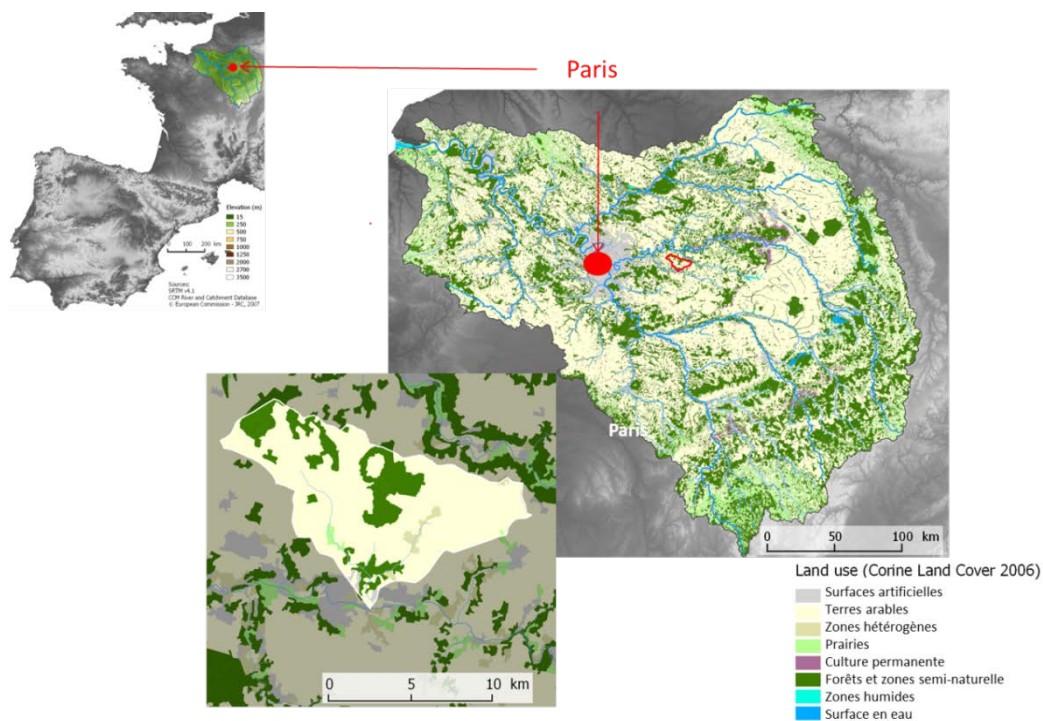 Paris
Elevation (m)
15
250
500
750
1000
1250
2000
2700
3500
0 100 200 km
Sources:
SRTM v4.1
CCM River and Catchment Database
© European Commission - JRC, 2007
Paris
0 50 100 km
0 5 10 km
Land use (Corine Land Cover 2006)
Surfaces artificielles
Terres arables
Zones hétérogènes
Prairies
Culture permanente
Forêts et zones semi-naturelle
Zones humides
Surface en eau